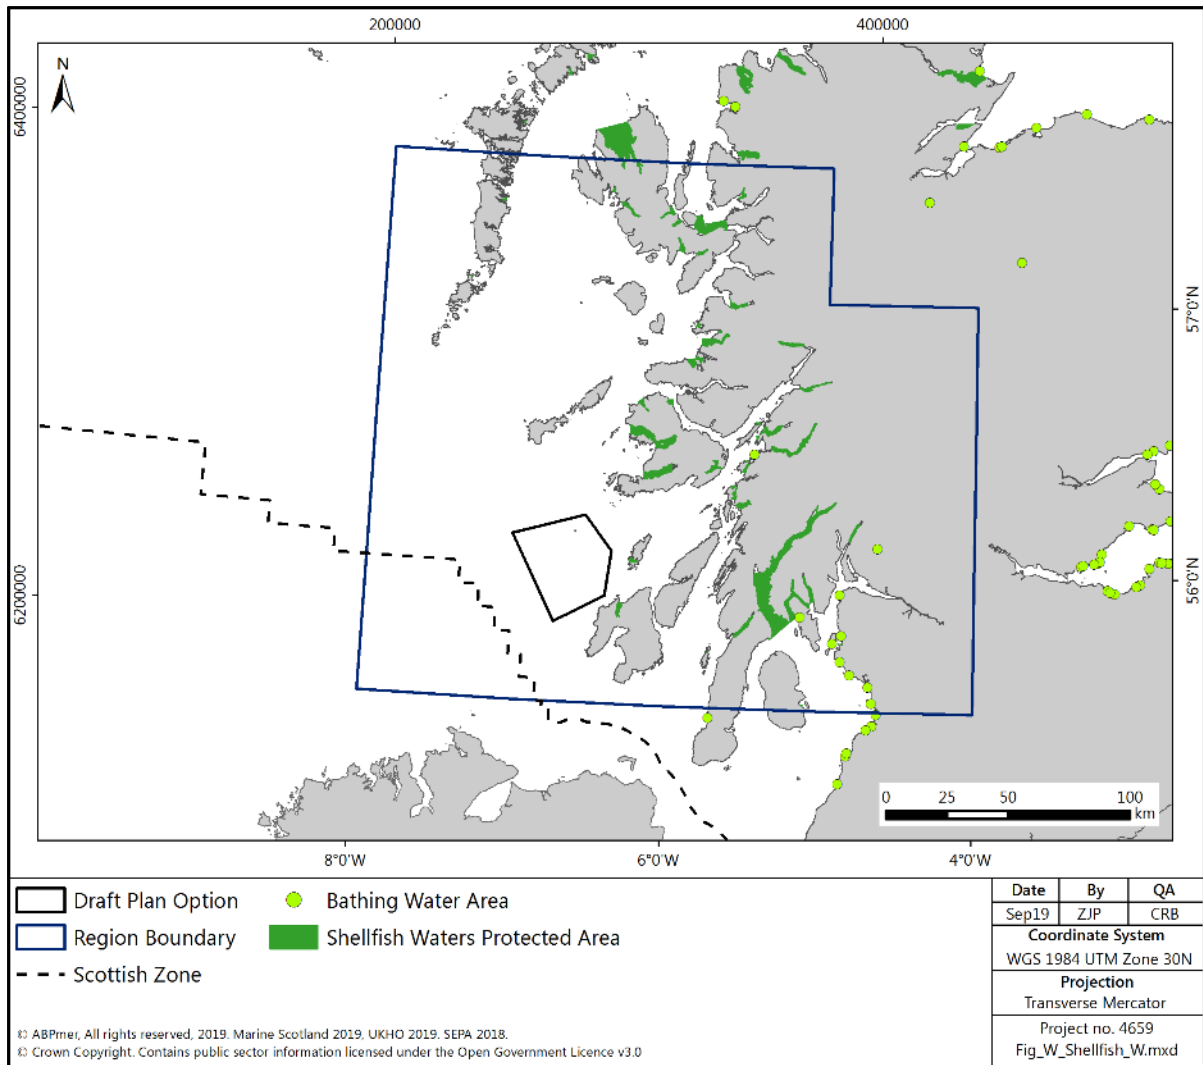 200000
400000
N
6400000
6200000
57°0'N
56°0'N
0 25 50 100
km
8°0'W
6°0'W
4°0'W
Draft Plan Option
Bathing Water Area
Region Boundary
Shellfish Waters Protected Area
Scottish Zone
Date By QA
Sep19 ZJP CRB
Coordinate System
WGS 1984 UTM Zone 30N
Projection
Transverse Mercator
Project no. 4659
Fig_W_Shellfish_W.mxd
© ABPmer, All rights reserved, 2019. Marine Scotland 2019, UKHO 2019. SEPA 2018.
© Crown Copyright. Contains public sector information licensed under the Open Government Licence v3.0